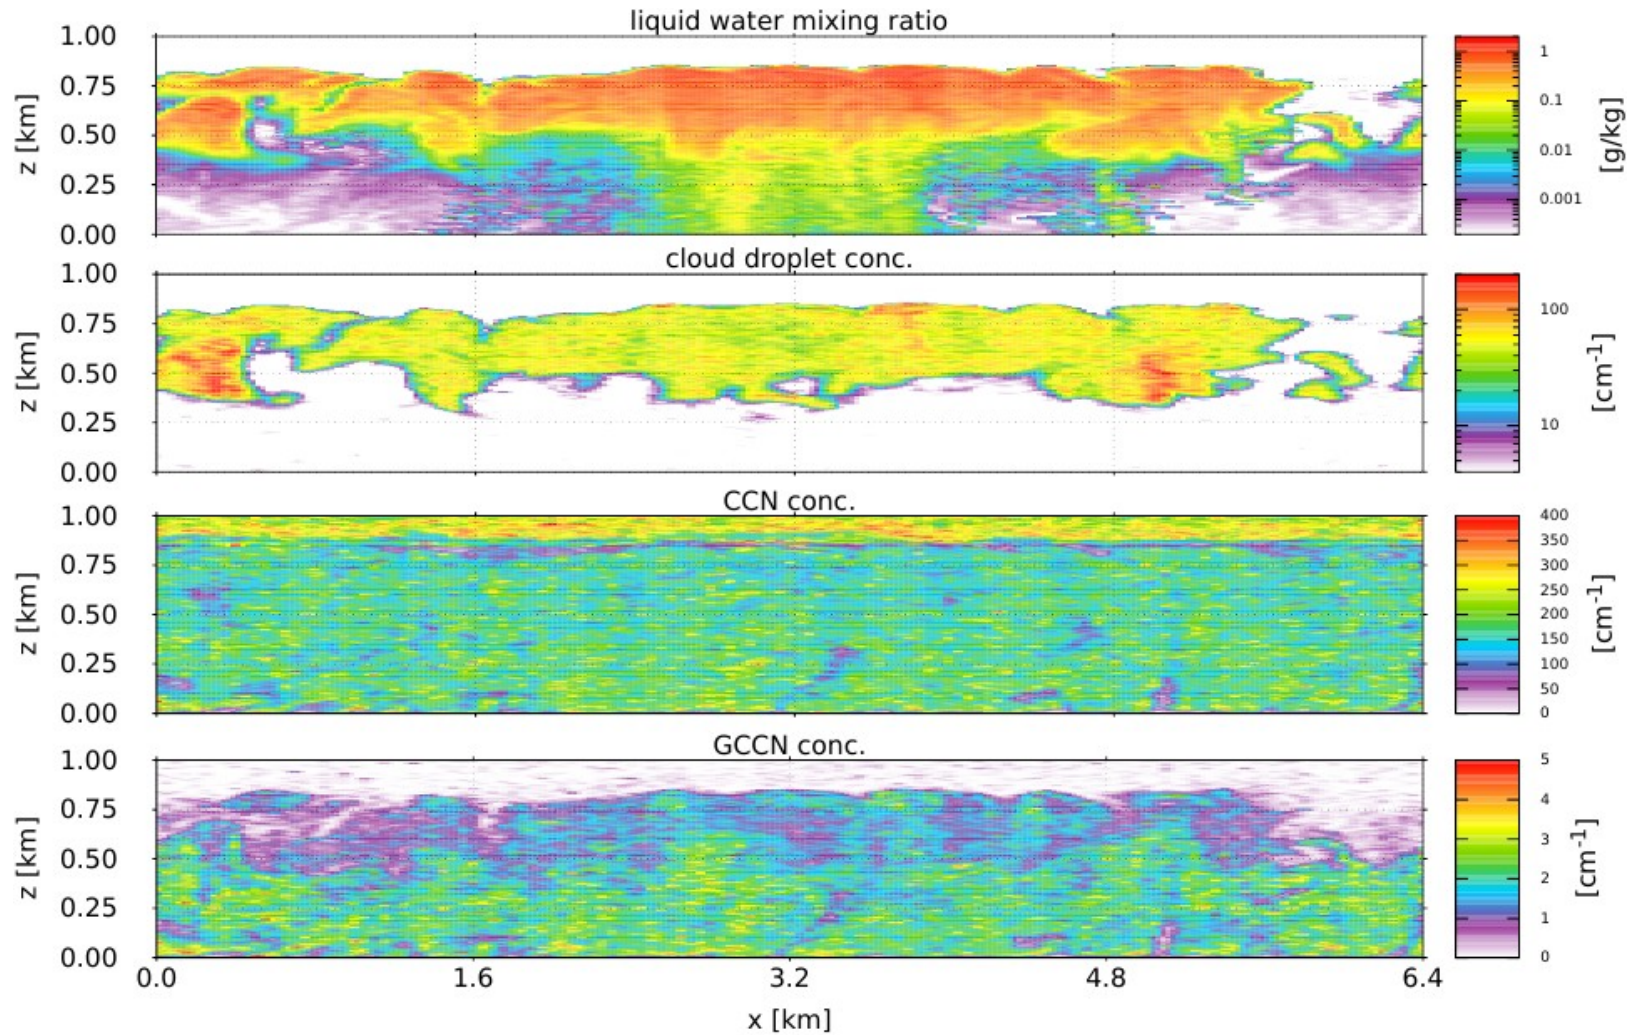 liquid water mixing ratio
1.00
0.75
0.50
0.25
0.00
z [km]
1
0.1
0.01
0.001
[g/kg]
cloud droplet conc.
1.00
0.75
0.50
0.25
0.00
z [km]
100
10
[cm-1]
CCN conc.
1.00
0.75
0.50
0.25
0.00
z [km]
400
350
300
250
200
150
100
50
0
[cm-1]
GCCN conc.
1.00
0.75
0.50
0.25
0.00
z [km]
5
4
3
2
1
0
[cm-1]
0.0 1.6 3.2 4.8 6.4
x [km]